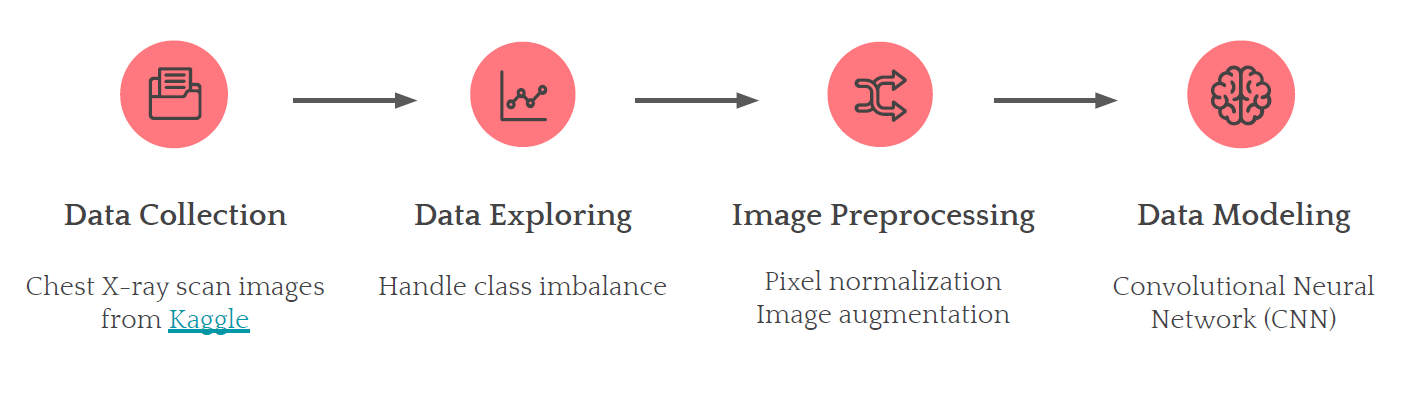 Data Collection
Chest X-ray scan images
from Kaggle
Data Exploring
Handle class imbalance
Image Preprocessing
Pixel normalization
Image augmentation
Data Modeling
Convolutional Neural
Network (CNN)